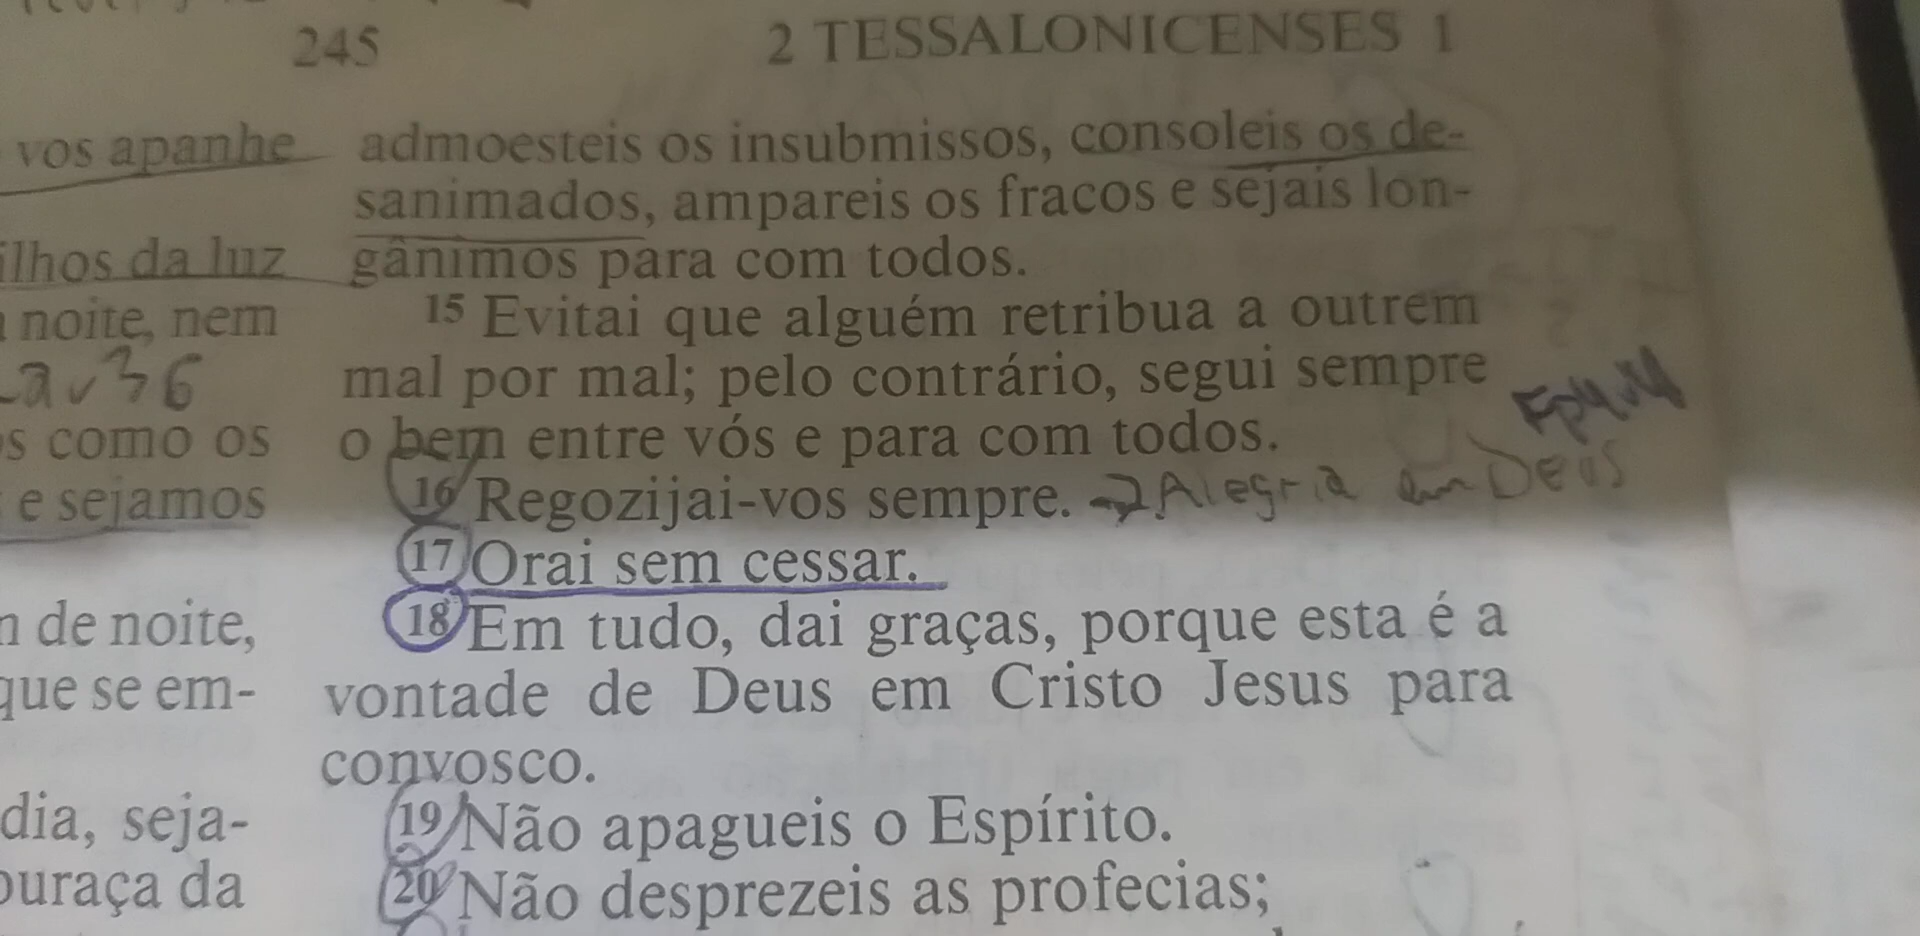 245
2 TESSALONICENSES 1
vos apanhe
ilhos da luz
noite, nem
s como os
e sejamos
de noite,
que se em-
dia, seja-
ouraça da
admoesteis os insubmissos, consoleis os de-
sanimados, ampareis os fracos e sejais lon-
gânimos para com todos.
15 Evitai que alguém retribua a outrem
mal por mal; pelo contrário, segui sempre
o bem entre vós e para com todos.
16 Regozijai-vos sempre. → Alegria em DEUS
17 Orai sem cessar.
18 Em tudo, dai graças, porque esta é a
vontade de Deus em Cristo Jesus para
convosco.
19 Não apagueis o Espírito.
20 Não desprezeis as profecias;